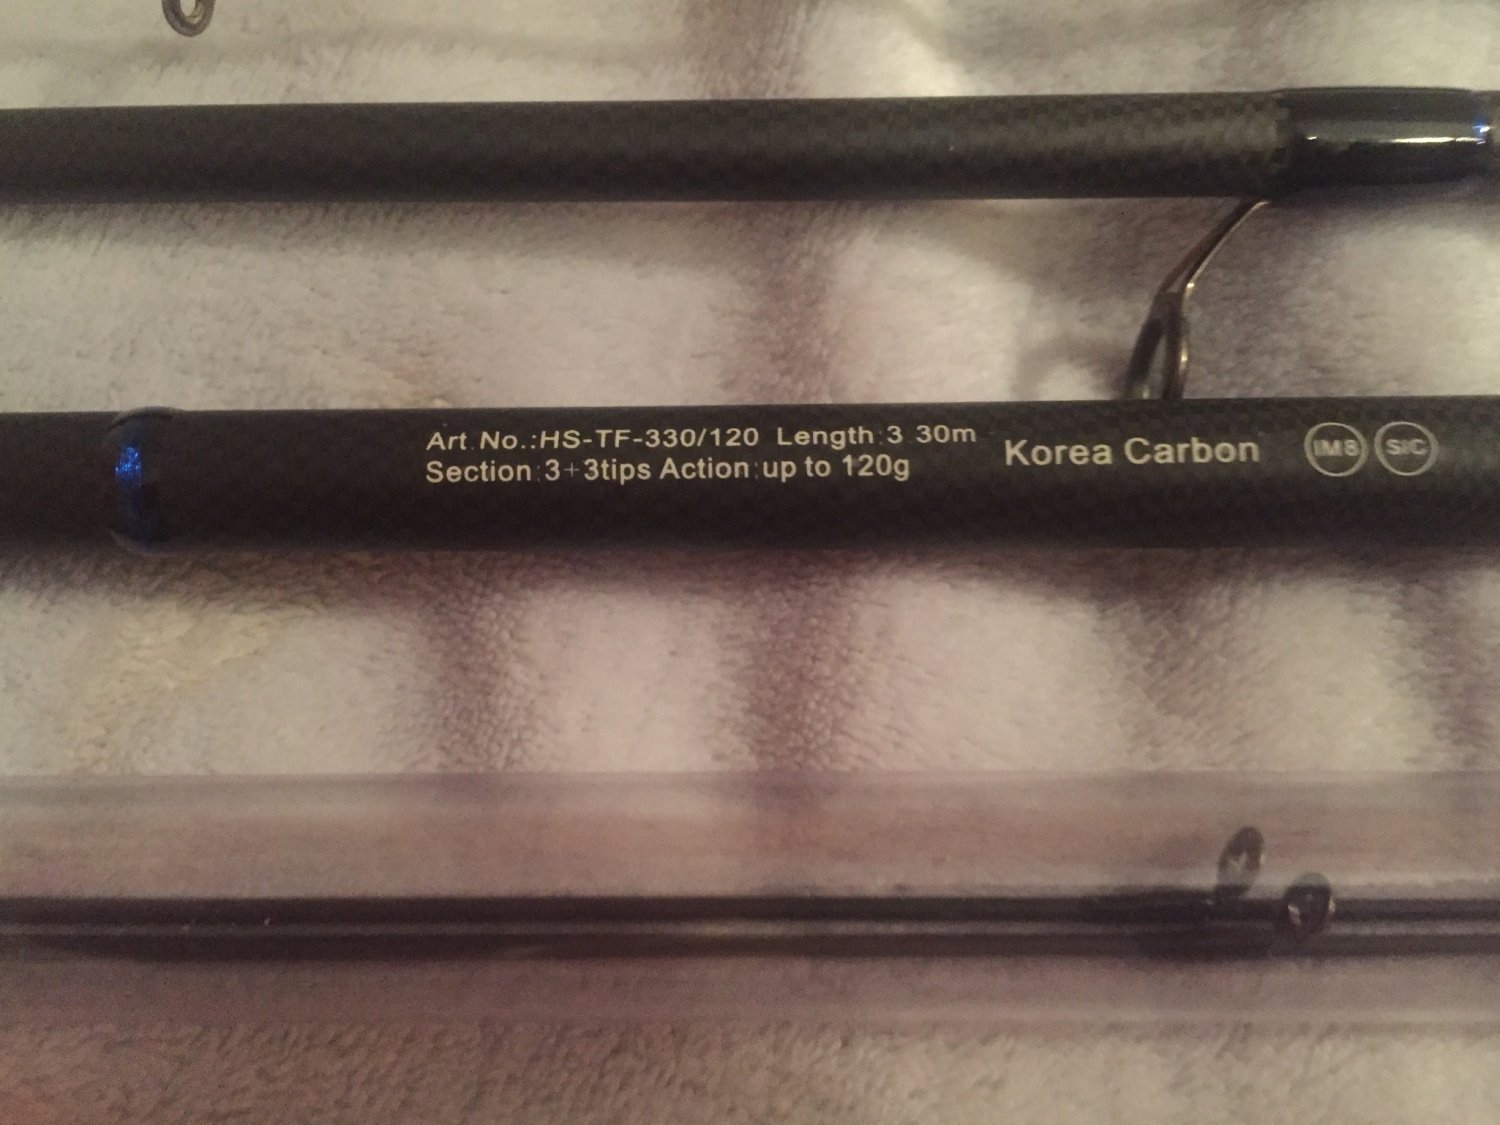 Art.No.:HS-TF-330/120 Length:3.30m
Section:3+3tips Action:up to 120g
Korea Carbon
IM8 SIC